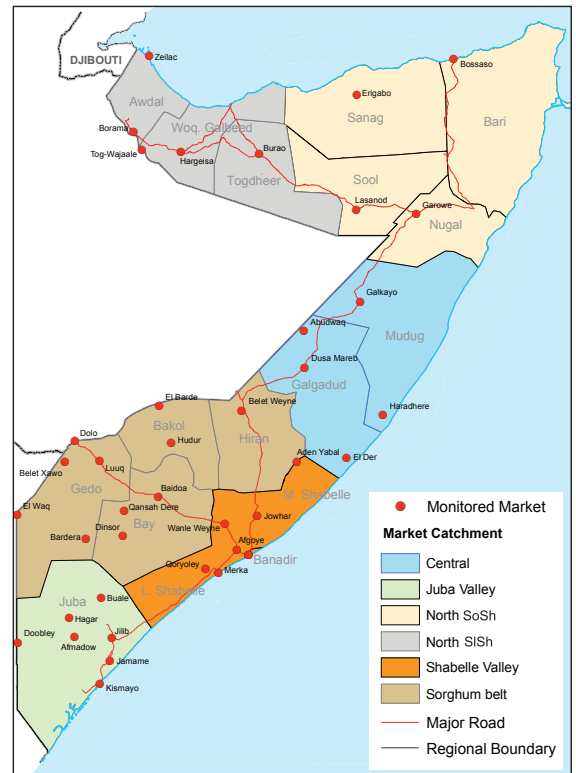 DJIBOUTI
Zeilac
Bossaso
Awdal
Erigabo
Sanag
Bari
Borama
Woq. Galbeed
Tog-Wajaale
Hargeisa
Burao
Togdheer
Sool
Lasanod
Garowe
Nugal
Galkayo
Abudwaq
Mudug
Dusa Mareb
Galgadud
El Barde
Belet Weyne
Haradhere
Bakol
Hiran
Dolo
Hudur
Aden Yabal
El Der
Belet Xawo
Luuq
Gedo
Baidoa
M. Shabelle
El Waq
Qansah Dere
Bay
Jowhar
Dinsor
Wanle Weyne
Bardera
Afgoye
Banadir
Qoryoley
Merka
L. Shabelle
Juba
Buale
Hagar
Doobley
Jilib
Afmadow
Jamame
Kismayo
Monitored Market
Market Catchment
Central
Juba Valley
North SoSh
North SlSh
Shabelle Valley
Sorghum belt
Major Road
Regional Boundary